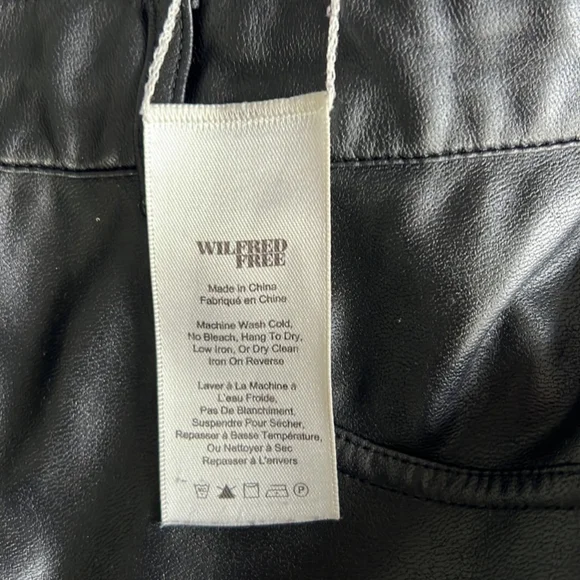 WILFRED
FREE
Made in China
Fabriqué en Chine
Machine Wash Cold,
No Bleach, Hang To Dry,
Low Iron, Or Dry Clean
Iron On Reverse
Laver à La Machine à
L'eau Froide,
Pas De Blanchiment,
Suspendre Pour Sécher,
Repasser à Basse Température,
Ou Nettoyer à Sec
Repasser à L'envers
P